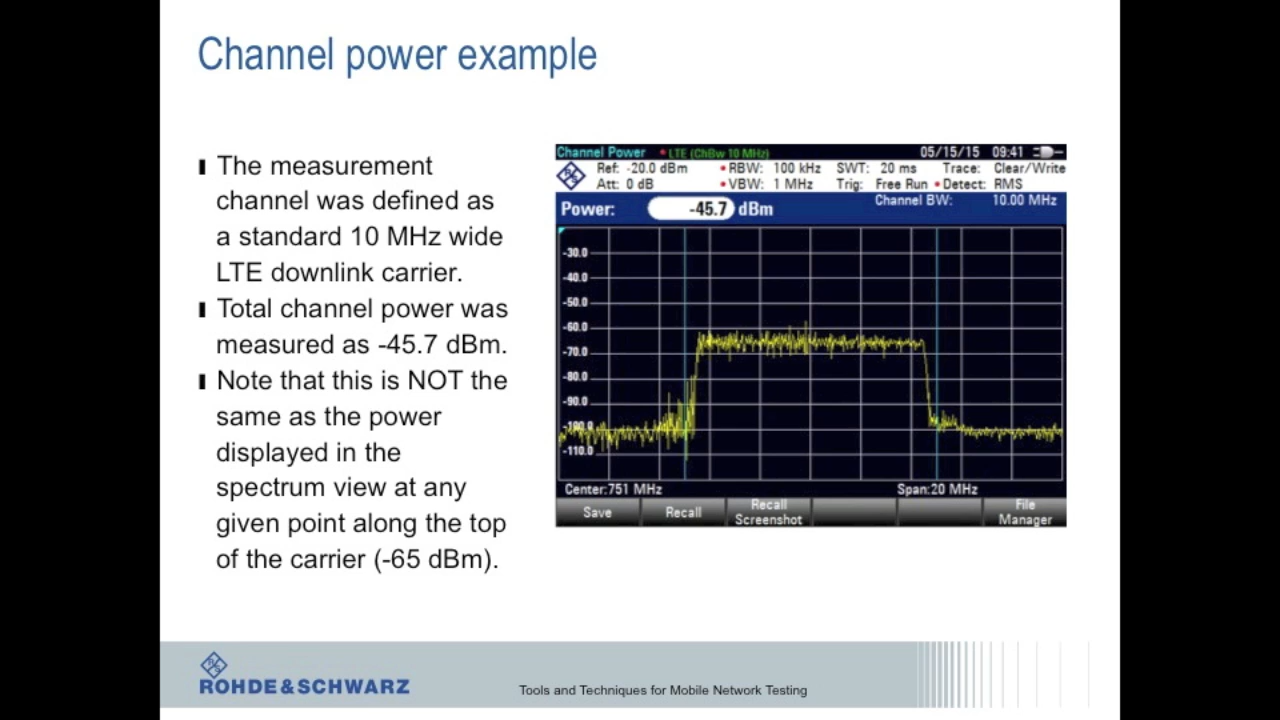 Channel power example
The measurement
channel was defined as
a standard 10 MHz wide
LTE downlink carrier.
Total channel power was
measured as -45.7 dBm.
Note that this is NOT the
same as the power
displayed in the
spectrum view at any
given point along the top
of the carrier (-65 dBm).
Channel Power • LTE (ChBw 10 MHz) 05/15/15 09:41
Ref: -20.0 dBm • RBW: 100 kHz SWT: 20 ms Trace: Clear/Write
Att: 0 dB • VBW: 1 MHz Trig: Free Run • Detect: RMS
Power: -45.7 dBm Channel BW: 10.00 MHz
-30.0
-40.0
-50.0
-60.0
-70.0
-80.0
-90.0
-100.0
-110.0
Center:751 MHz Span:20 MHz
Save Recall Recall Screenshot File Manager
R S
ROHDE&SCHWARZ
Tools and Techniques for Mobile Network Testing